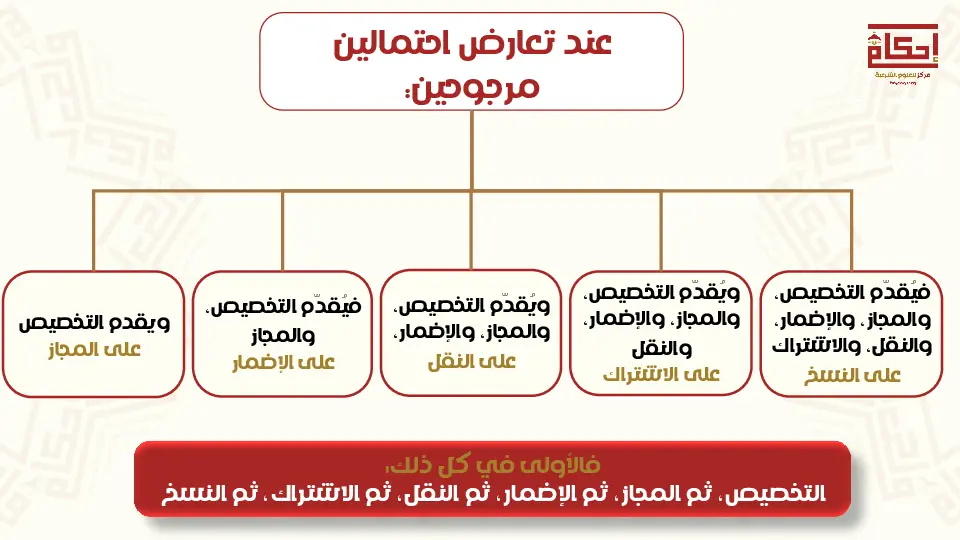 عند تعارض احتمالين
مرجوحين:
إحكام
مركز للعلوم الشرعية
فيُقدّم التخصيص،
والمجاز، والإضمار،
والنقل، والاشتراك
على النسخ
ويُقدّم التخصيص،
والمجاز، والإضمار،
والنقل
على الاشتراك
ويُقدّم التخصيص،
والمجاز، والإضمار،
على النقل
فيُقدّم التخصيص،
والمجاز
على الإضمار
ويقدم التخصيص
على المجاز
فالأولى في كل ذلك:
التخصيص، ثم المجاز، ثم الإضمار، ثم النقل، ثم الاشتراك، ثم النسخ